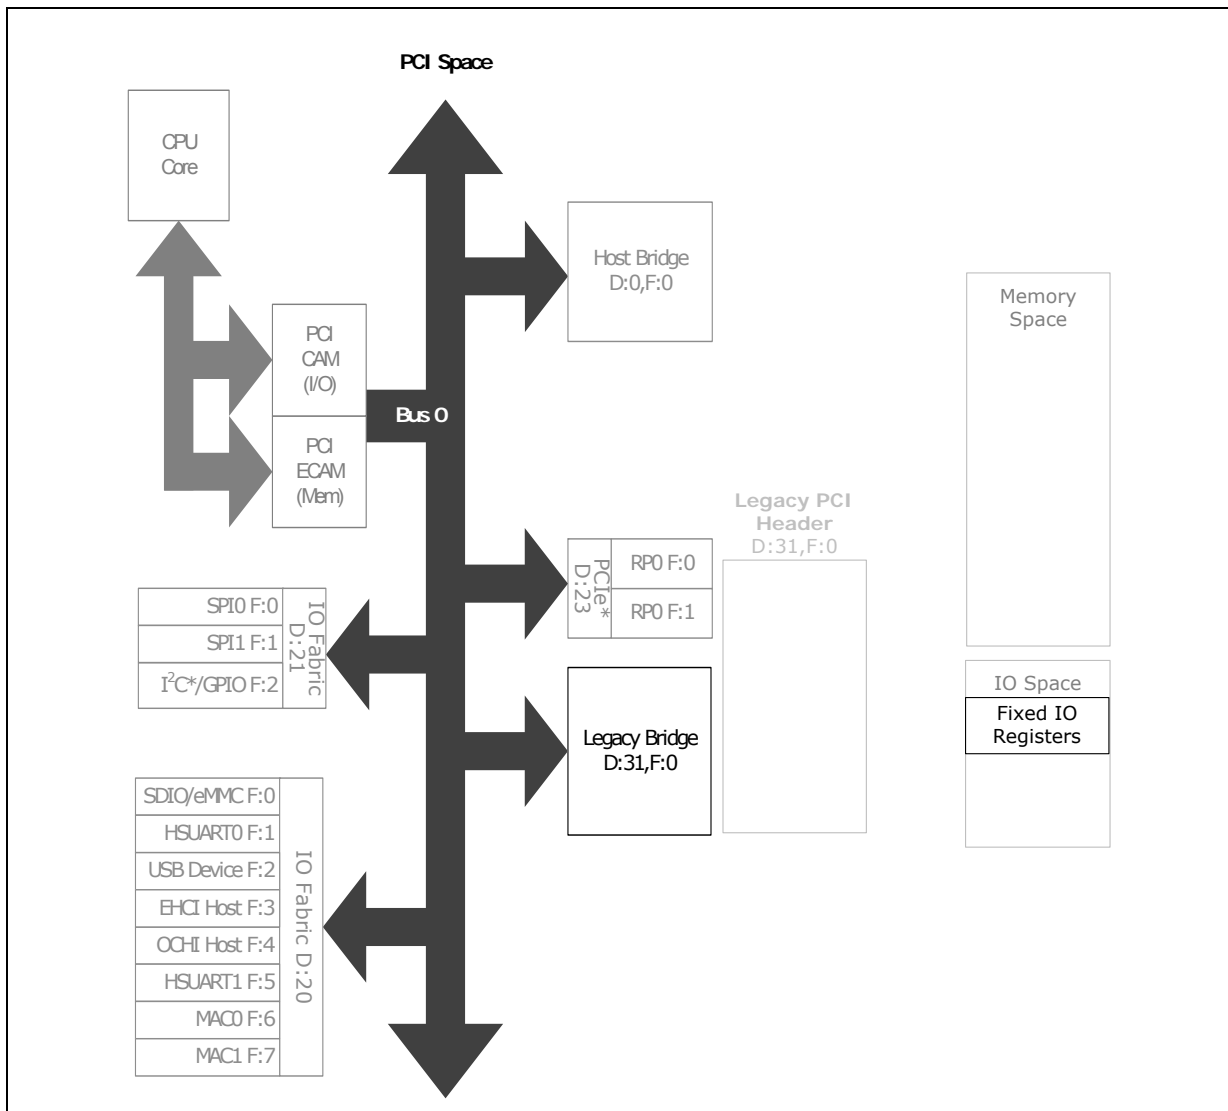 PCI Space
CPU
Core
Host Bridge
D:0,F:0
Memory
Space
PCI
CAM
(I/O)
Bus 0
PCI
ECAM
(Mem)
Legacy PCI
Header
D:31,F:0
PCIe*
D:23
RP0 F:0
RP0 F:1
SPI0 F:0
SPI1 F:1
I²C*/GPIO F:2
IO Fabric
D:21
Legacy Bridge
D:31,F:0
IO Space
Fixed IO
Registers
SDIO/eMMC F:0
HSUART0 F:1
USB Device F:2
EHCI Host F:3
OCHI Host F:4
HSUART1 F:5
MAC0 F:6
MAC1 F:7
IO Fabric D:20